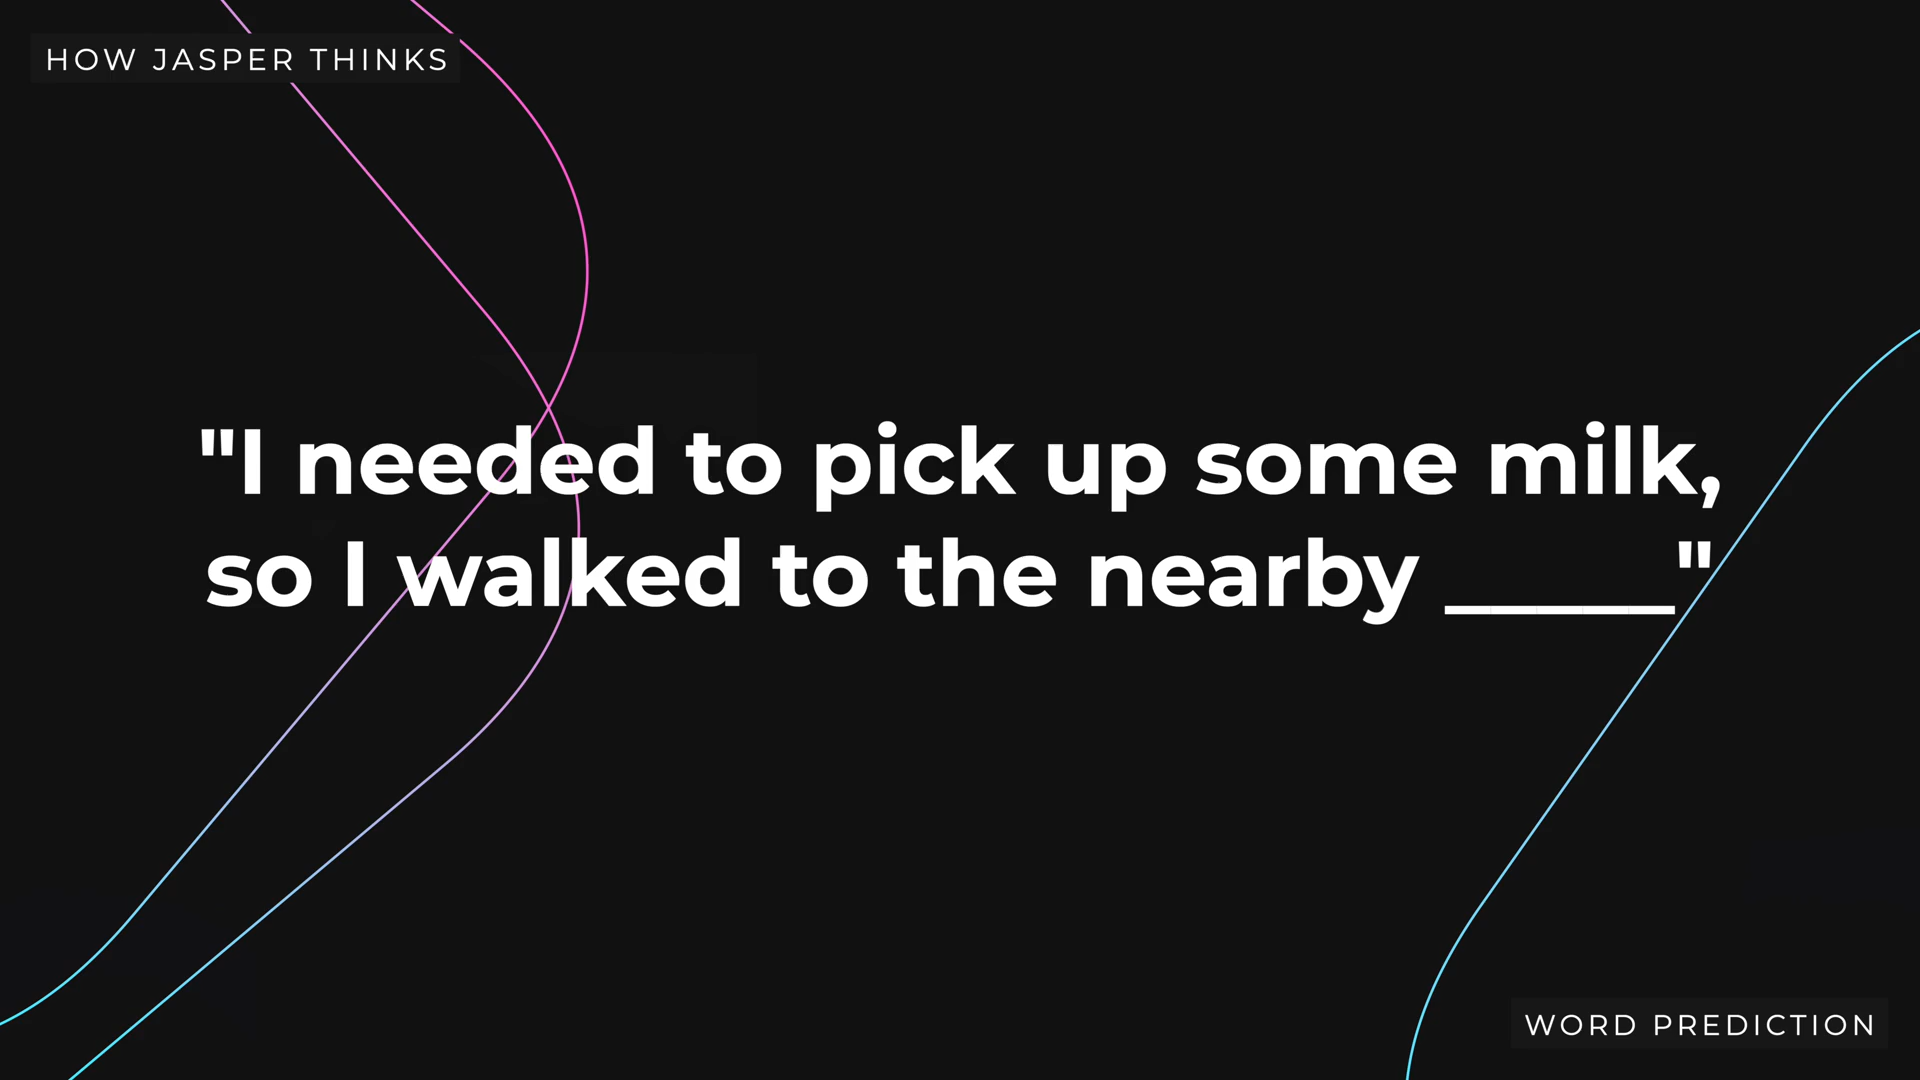 HOW JASPER THINKS
"I needed to pick up some milk,
so I walked to the nearby _____"
WORD PREDICTION